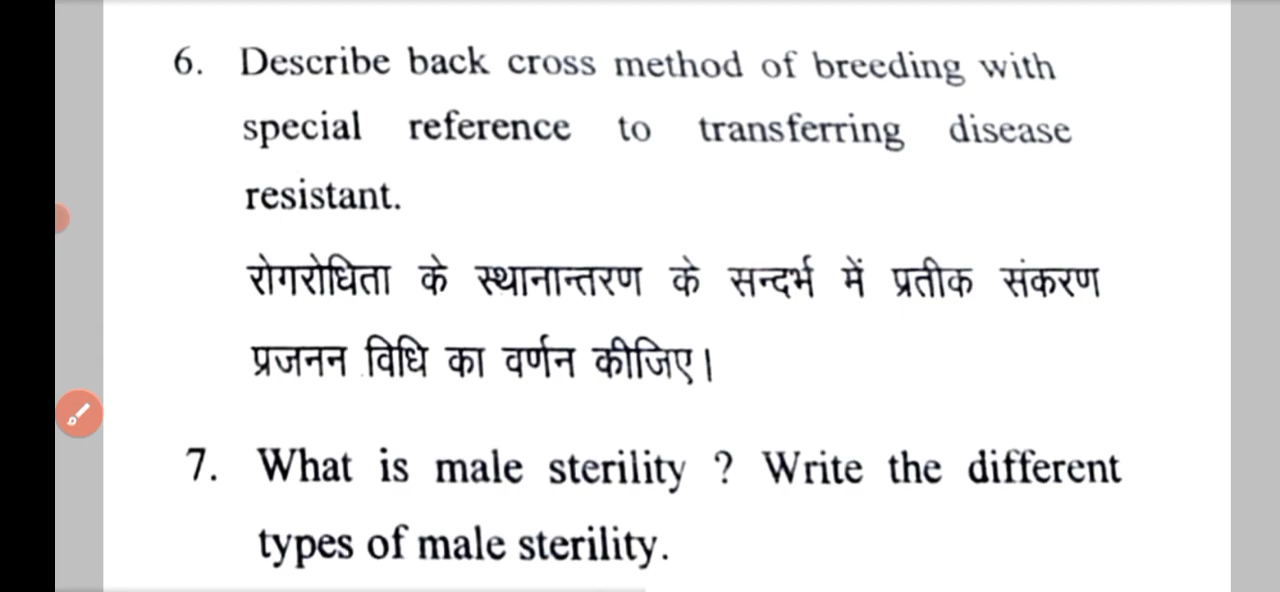 6. Describe back cross method of breeding with
special reference to transferring disease
resistant.
रोगरोधिता के स्थानान्तरण के सन्दर्भ में प्रतीक संकरण
प्रजनन विधि का वर्णन कीजिए।
7. What is male sterility ? Write the different
types of male sterility.